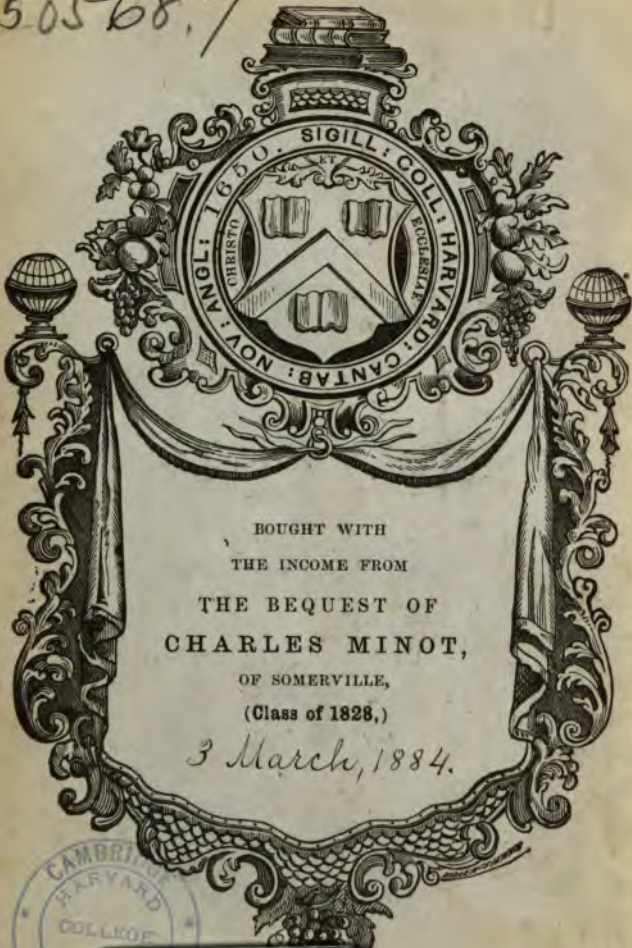 50568.1
SIGILL: COLL: HARVARD: CANTAB: NOV: ANGL: 1650.
ET
CHRISTO
ECCLESIAE
BOUGHT WITH
THE INCOME FROM
THE BEQUEST OF
CHARLES MINOT,
OF SOMERVILLE,
(Class of 1828,)
3 March, 1884.
CAMBRIDGE
HARVARD
COLLEGE